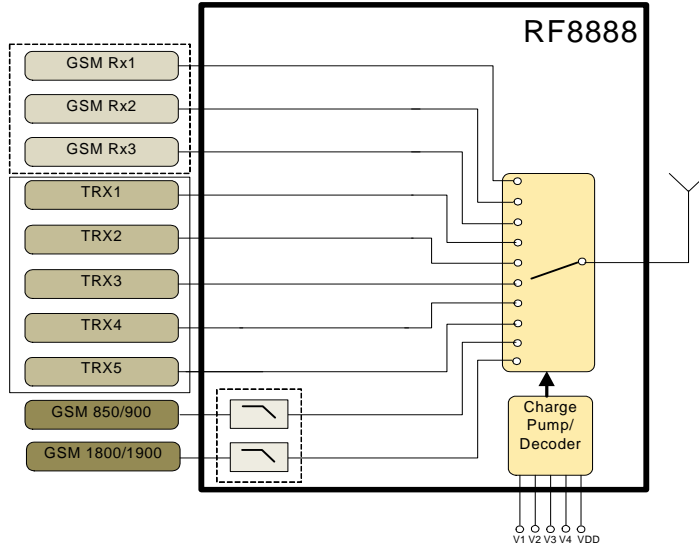 RF8888
GSM Rx1
GSM Rx2
GSM Rx3
TRX1
TRX2
TRX3
TRX4
TRX5
GSM 850/900
GSM 1800/1900
Charge
Pump/
Decoder
V1 V2 V3 V4 VDD